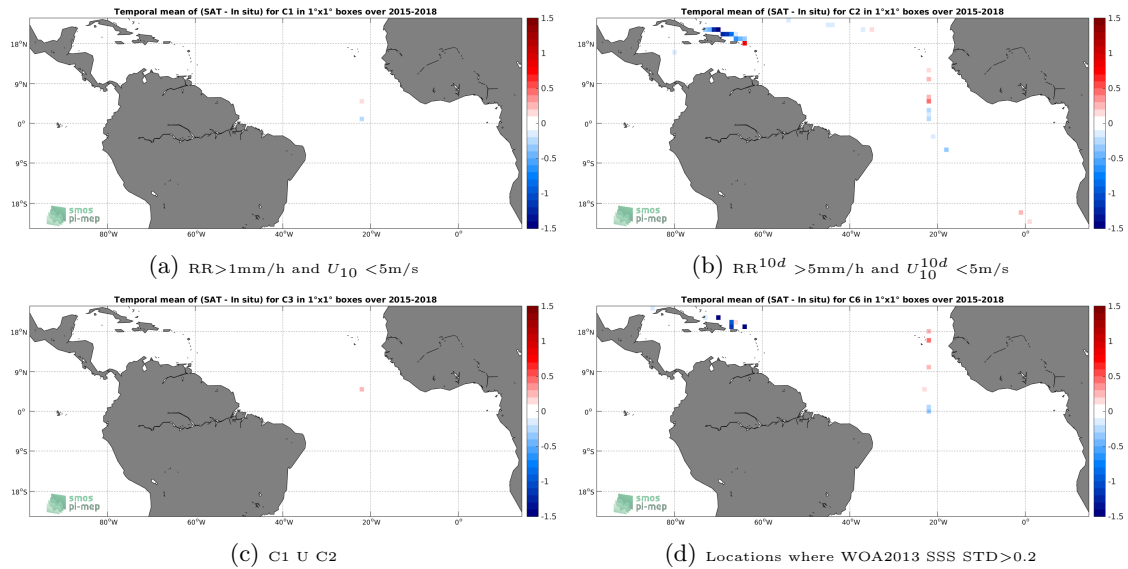 Temporal mean of (SAT - In situ) for C1 in 1°x1° boxes over 2015-2018
18°N
9°N
0°
9°S
18°S
80°W 60°W 40°W 20°W 0°
1.5
1
0.5
0
-0.5
-1
-1.5
smos
pi-mep
(a) RR>1mm/h and U10 <5m/s
Temporal mean of (SAT - In situ) for C2 in 1°x1° boxes over 2015-2018
18°N
9°N
0°
9°S
18°S
80°W 60°W 40°W 20°W 0°
1.5
1
0.5
0
-0.5
-1
-1.5
smos
pi-mep
(b) RR^10d >5mm/h and U10^10d <5m/s
Temporal mean of (SAT - In situ) for C3 in 1°x1° boxes over 2015-2018
18°N
9°N
0°
9°S
18°S
80°W 60°W 40°W 20°W 0°
1.5
1
0.5
0
-0.5
-1
-1.5
smos
pi-mep
(c) C1 U C2
Temporal mean of (SAT - In situ) for C6 in 1°x1° boxes over 2015-2018
18°N
9°N
0°
9°S
18°S
80°W 60°W 40°W 20°W 0°
1.5
1
0.5
0
-0.5
-1
-1.5
smos
pi-mep
(d) Locations where WOA2013 SSS STD>0.2